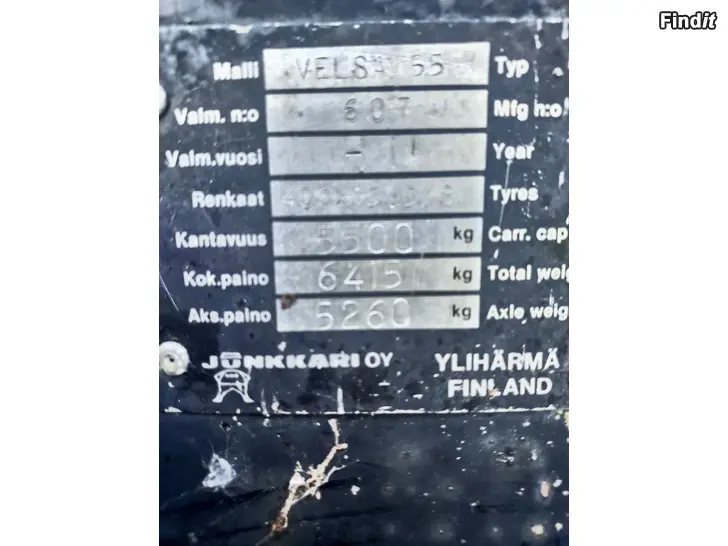 Findit
Malli VELSA 55 Typ
Valm. n:o 607 Mfg n:o
Valm.vuosi - Year
Renkaat Tyres
Kantavuus 5500 kg Carr. cap
Kok.paino 6415 kg Total weig
Aks.paino 5260 kg Axle weig
JUNKKARI OY YLIHÄRMÄ
FINLAND